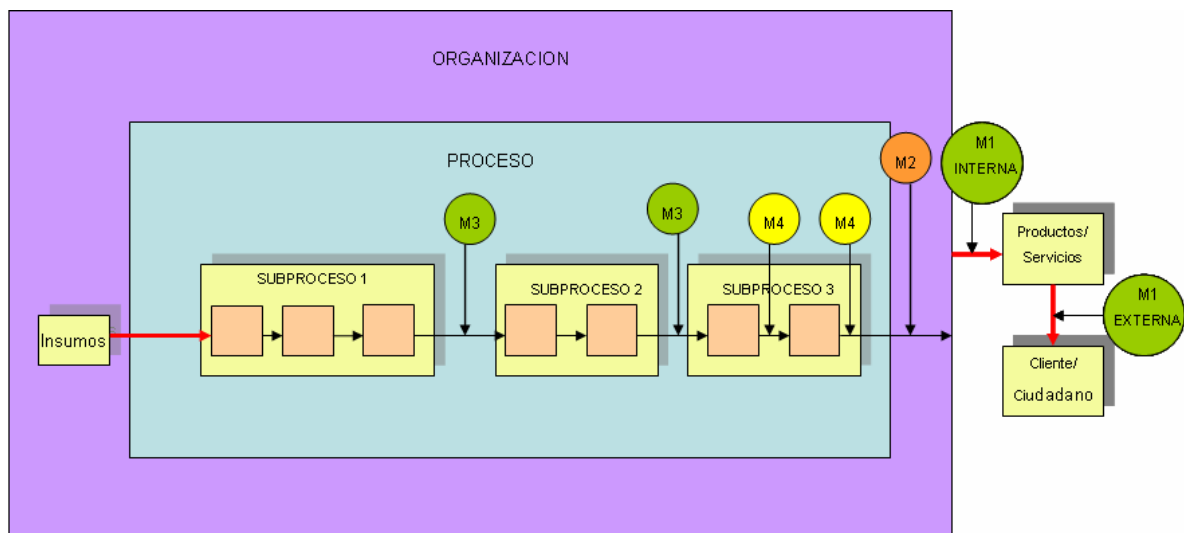 ORGANIZACION
PROCESO
M2
M1
INTERNA
M3
M3
M4
M4
Productos/
Servicios
SUBPROCESO 1
SUBPROCESO 2
SUBPROCESO 3
M1
EXTERNA
Insumos
Cliente/
Ciudadano